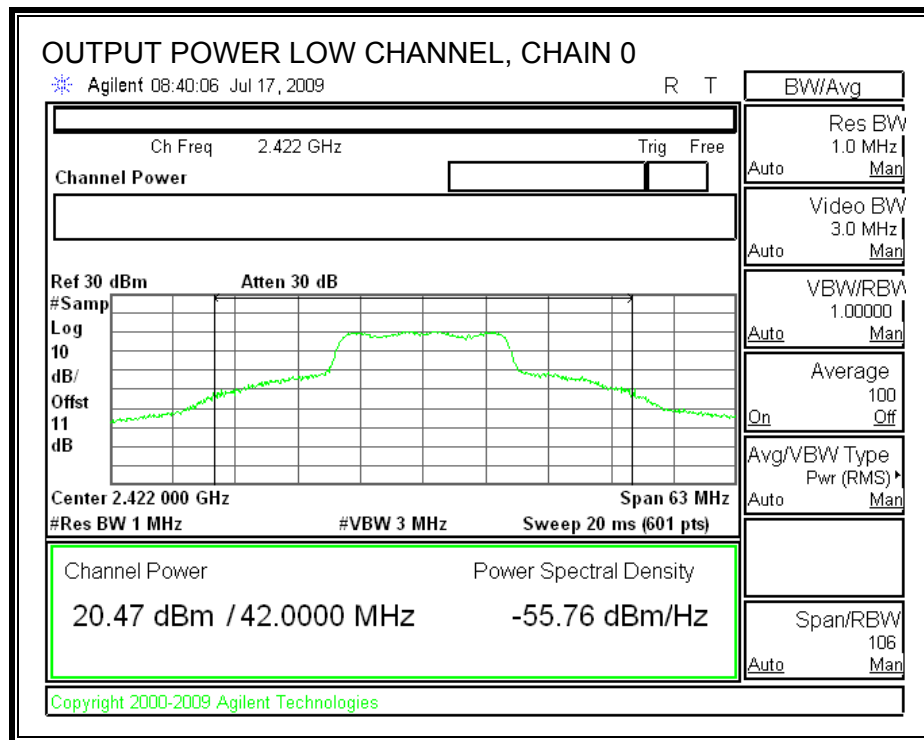 OUTPUT POWER LOW CHANNEL, CHAIN 0
Agilent 08:40:06 Jul 17, 2009 R T
Ch Freq 2.422 GHz Trig Free
Channel Power
Ref 30 dBm Atten 30 dB
#Samp
Log
10
dB/
Offst
11
dB
Center 2.422 000 GHz Span 63 MHz
#Res BW 1 MHz #VBW 3 MHz Sweep 20 ms (601 pts)
Channel Power Power Spectral Density
20.47 dBm / 42.0000 MHz -55.76 dBm/Hz
Copyright 2000-2009 Agilent Technologies
BW/Avg
Res BW
1.0 MHz
Auto Man
Video BW
3.0 MHz
Auto Man
VBW/RBW
1.00000
Auto Man
Average
100
On Off
Avg/VBW Type
Pwr (RMS)
Auto Man
Span/RBW
106
Auto Man